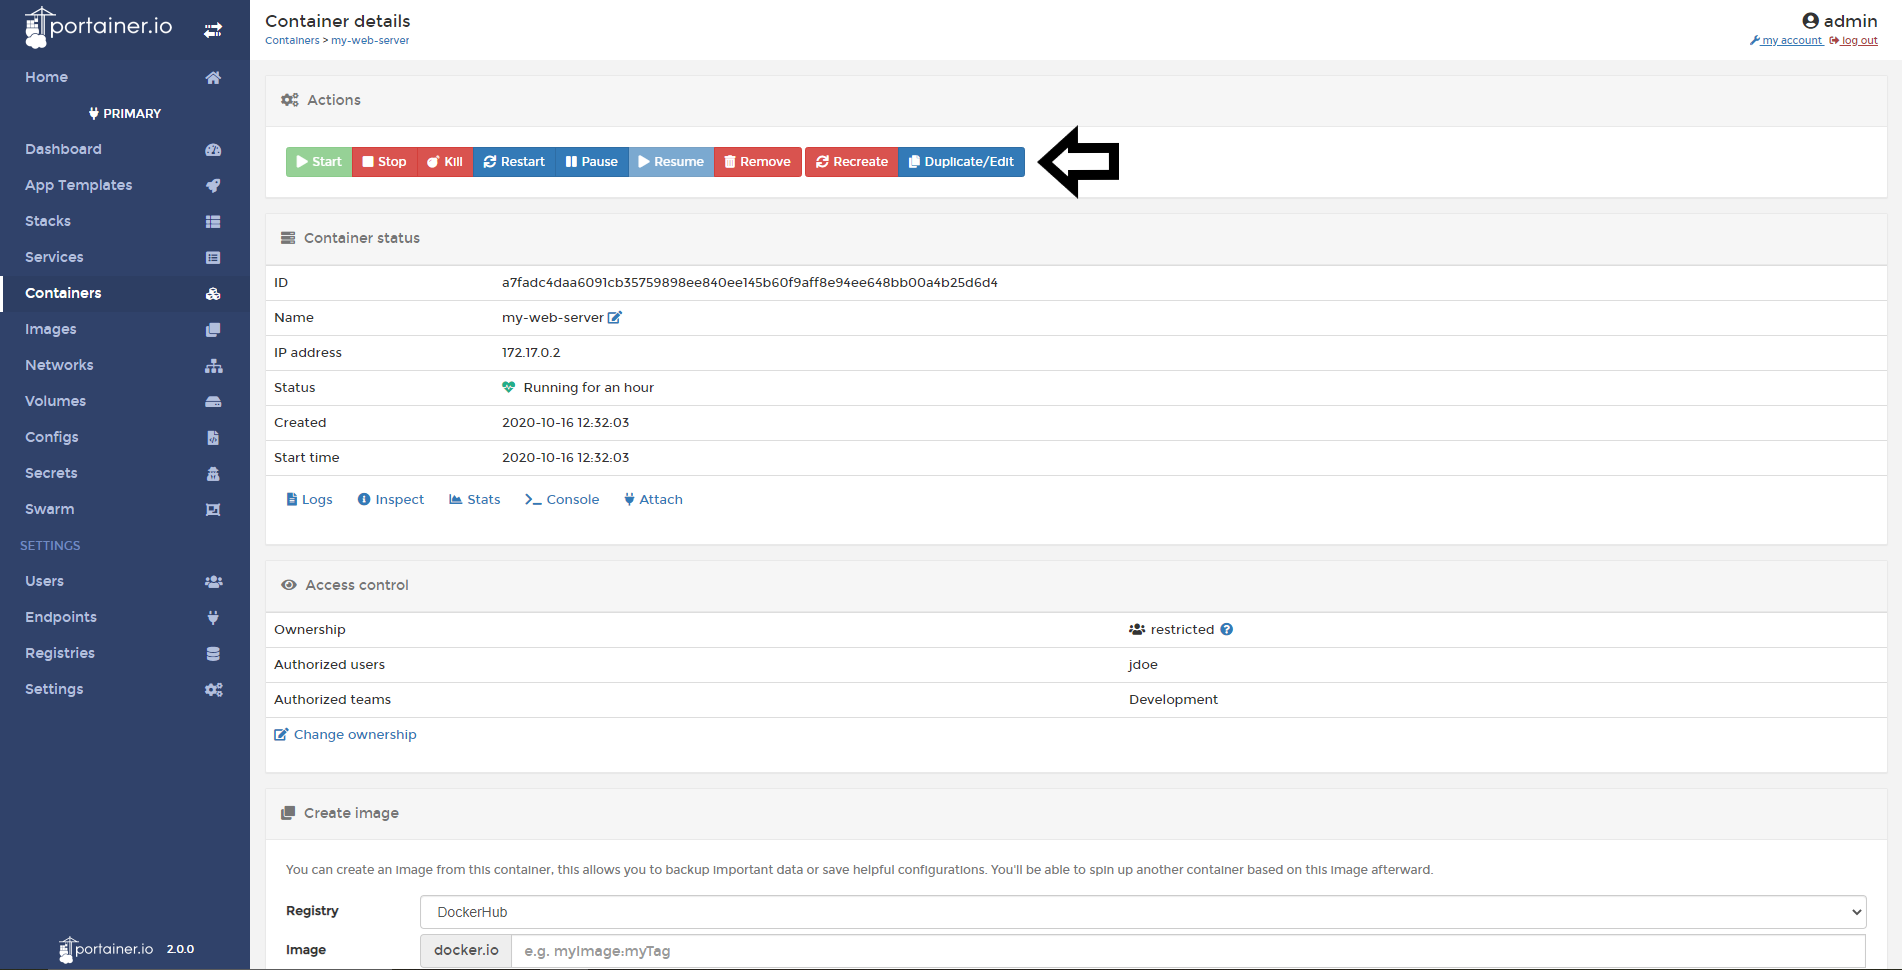 portainer.io
Home
PRIMARY
Dashboard
App Templates
Stacks
Services
Containers
Images
Networks
Volumes
Configs
Secrets
Swarm
SETTINGS
Users
Endpoints
Registries
Settings
portainer.io 2.0.0
Container details
Containers > my-web-server
admin
my account log out
Actions
Start Stop Kill Restart Pause Resume Remove Recreate Duplicate/Edit
Container status
ID a7fadc4daa6091cb35759898ee840ee145b60f9aff8e94ee648bb00a4b25d6d4
Name my-web-server
IP address 172.17.0.2
Status Running for an hour
Created 2020-10-16 12:32:03
Start time 2020-10-16 12:32:03
Logs Inspect Stats >_ Console Attach
Access control
Ownership restricted
Authorized users jdoe
Authorized teams Development
Change ownership
Create image
You can create an image from this container, this allows you to backup important data or save helpful configurations. You'll be able to spin up another container based on this image afterward.
Registry DockerHub
Image docker.io e.g. myImage:myTag